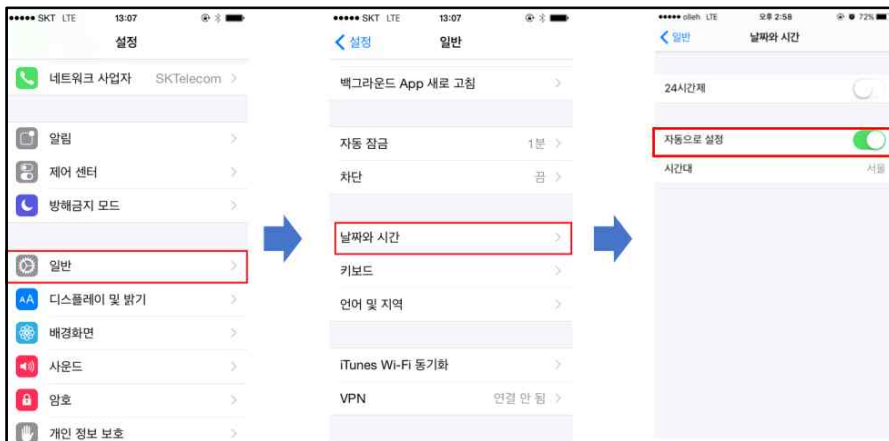 SKT LTE 13:07
설정
네트워크 사업자 SKTelecom
알림
제어 센터
방해금지 모드
일반
AA 디스플레이 및 밝기
배경화면
사운드
암호
개인 정보 보호
SKT LTE 13:07
설정 일반
백그라운드 App 새로 고침
자동 잠금 1분
차단 끔
날짜와 시간
키보드
언어 및 지역
iTunes Wi-Fi 동기화
VPN 연결 안 됨
olleh LTE 오후 2:58 72%
일반 날짜와 시간
24시간제
자동으로 설정
시간대 서울